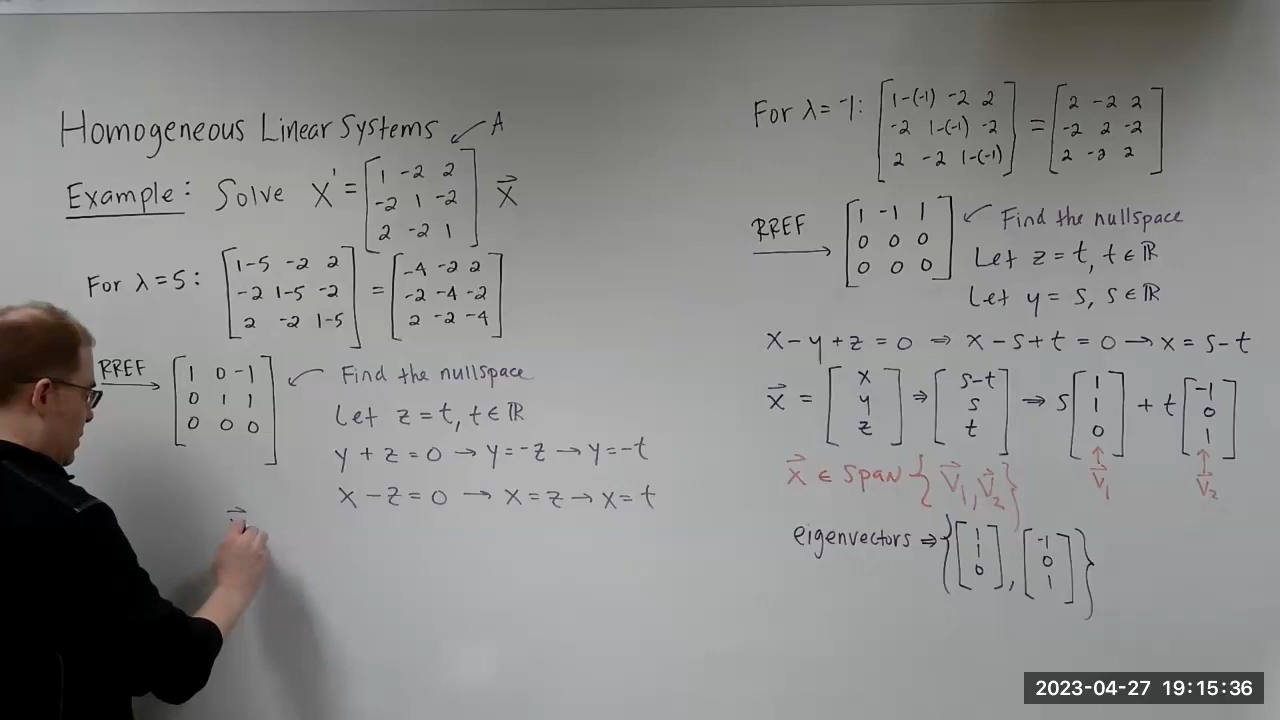 Homogeneous Linear Systems ↙ A
Example: Solve X' = [1 -2 2; -2 1 -2; 2 -2 1] X⃗
For λ = 5: [1-5 -2 2; -2 1-5 -2; 2 -2 1-5] = [-4 -2 2; -2 -4 -2; 2 -2 -4]
RREF → [1 0 -1; 0 1 1; 0 0 0] ↙ Find the nullspace
Let z = t, t ∈ ℝ
y + z = 0 → y = -z → y = -t
x - z = 0 → x = z → x = t
For λ = -1: [1-(-1) -2 2; -2 1-(-1) -2; 2 -2 1-(-1)] = [2 -2 2; -2 2 -2; 2 -2 2]
RREF → [1 -1 1; 0 0 0; 0 0 0] ↙ Find the nullspace
Let z = t, t ∈ ℝ
Let y = s, s ∈ ℝ
x - y + z = 0 ⇒ x - s + t = 0 → x = s - t
x⃗ = [x; y; z] ⇒ [s-t; s; t] ⇒ s [1; 1; 0] + t [-1; 0; 1]
x⃗ ∈ span { v⃗₁, v⃗₂ } ↑ v⃗₁ ↑ v⃗₂
eigenvectors ⇒ { [1; 1; 0], [-1; 0; 1] }
2023-04-27 19:15:36